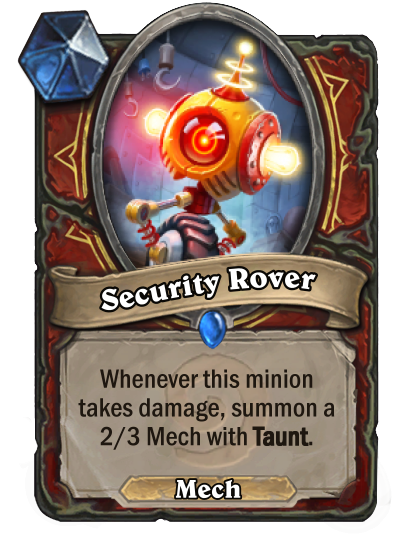 Security Rover
Whenever this minion
takes damage, summon a
2/3 Mech with Taunt.
Mech